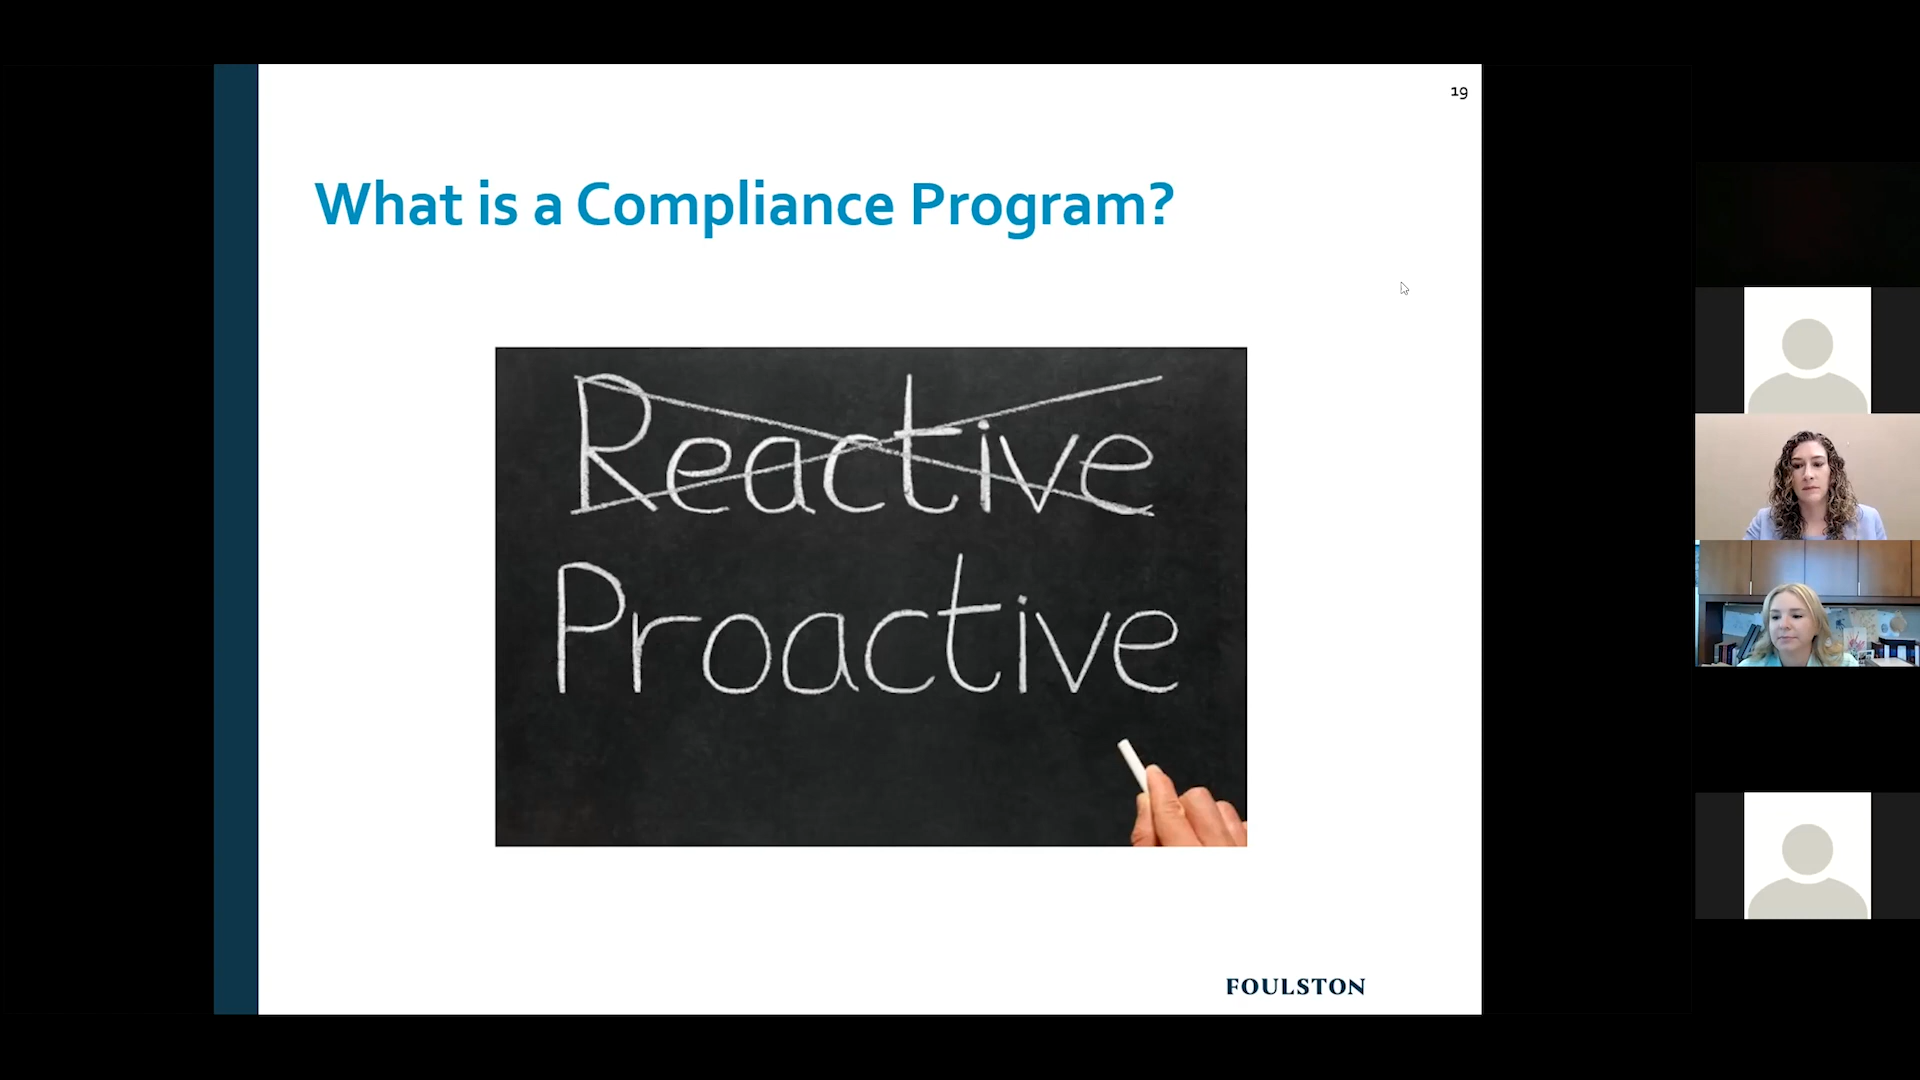 19
What is a Compliance Program?
Reactive
Proactive
FOULSTON